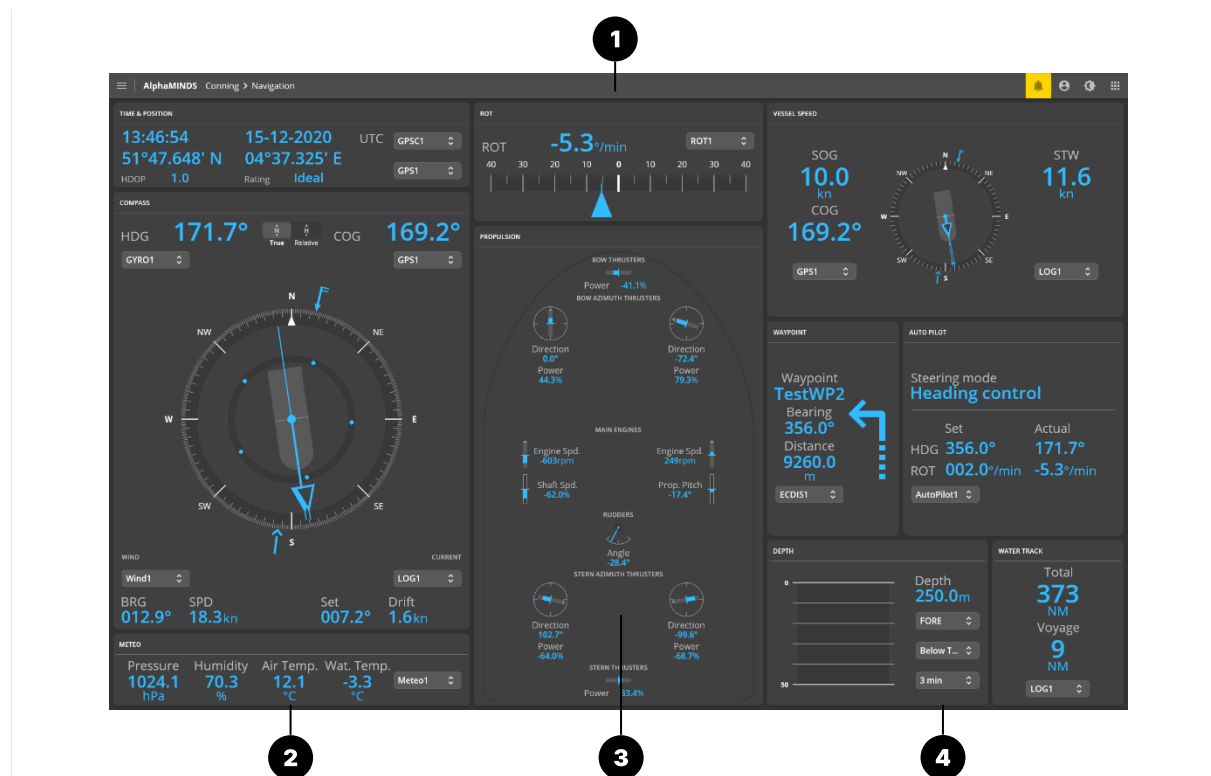 1
AlphaMINDS Conning > Navigation
TIME & POSITION
13:46:54 15-12-2020 UTC GPSC1
51°47.648' N 04°37.325' E
GPS1
HDOP 1.0 Rating Ideal
COMPASS
HDG 171.7° N True N Relative COG 169.2°
GYRO1 GPS1
N
NW NE
W E
SW SE
S
WIND CURRENT
Wind1 LOG1
BRG SPD Set Drift
012.9° 18.3kn 007.2° 1.6kn
METEO
Pressure Humidity Air Temp. Wat. Temp.
1024.1 70.3 12.1 -3.3 Meteo1
hPa % °C °C
ROT
ROT -5.3°/min ROT1
40 30 20 10 0 10 20 30 40
PROPULSION
BOW THRUSTERS
Power -41.1%
BOW AZIMUTH THRUSTERS
Direction Direction
0.0° -72.4°
Power Power
44.3% 79.3%
MAIN ENGINES
Engine Spd. Engine Spd.
-603rpm 249rpm
Shaft Spd. Prop. Pitch
-62.0% -17.4°
RUDDERS
Angle
-28.4°
STERN AZIMUTH THRUSTERS
Direction Direction
102.7° -99.6°
Power Power
-64.0% -68.7%
STERN THRUSTERS
Power 33.4%
VESSEL SPEED
SOG STW
10.0 11.6
kn kn
COG
169.2°
GPS1 LOG1
N
NW NE
W E
SW SE
S
WAYPOINT
Waypoint
TestWP2
Bearing
356.0°
Distance
9260.0
m
ECDIS1
AUTO PILOT
Steering mode
Heading control
Set Actual
HDG 356.0° 171.7°
ROT 002.0°/min -5.3°/min
AutoPilot1
DEPTH
0
50
Depth
250.0m
FORE
Below T...
3 min
WATER TRACK
Total
373
NM
Voyage
9
NM
LOG1
2 3 4